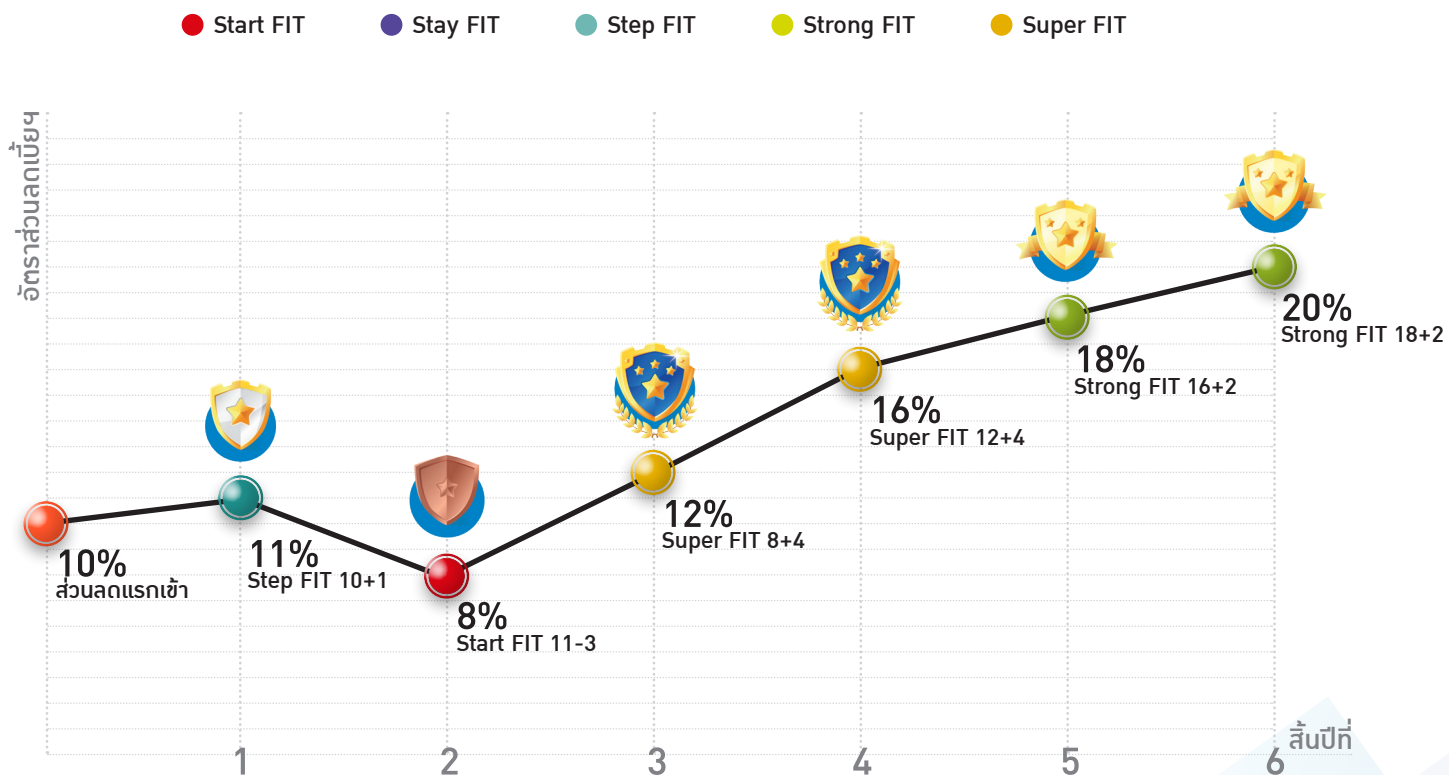 Start FIT
Stay FIT
Step FIT
Strong FIT
Super FIT
อัตราส่วนลดเบี้ยฯ
10%
ส่วนลดแรกเข้า
11%
Step FIT 10+1
8%
Start FIT 11-3
12%
Super FIT 8+4
16%
Super FIT 12+4
18%
Strong FIT 16+2
20%
Strong FIT 18+2
1
2
3
4
5
6
สิ้นปีที่